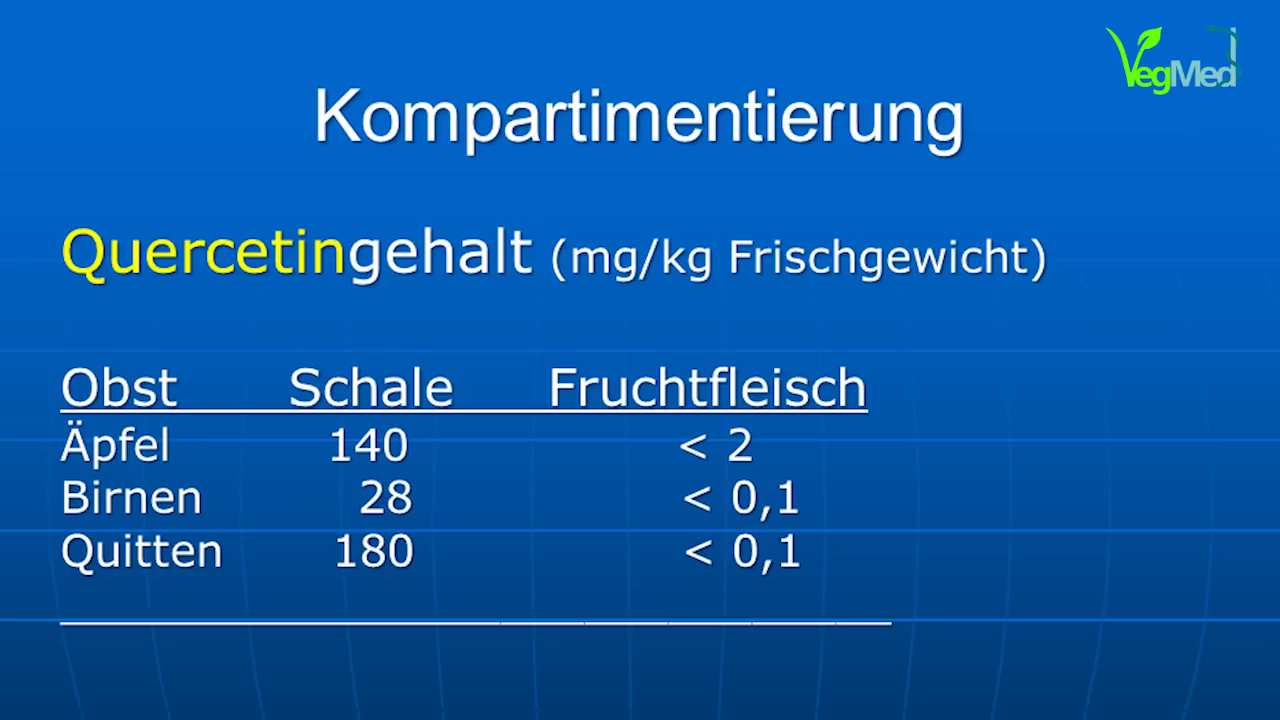 VegMed
Kompartimentierung
Quercetingehalt (mg/kg Frischgewicht)
Obst Schale Fruchtfleisch
Äpfel 140 < 2
Birnen 28 < 0,1
Quitten 180 < 0,1